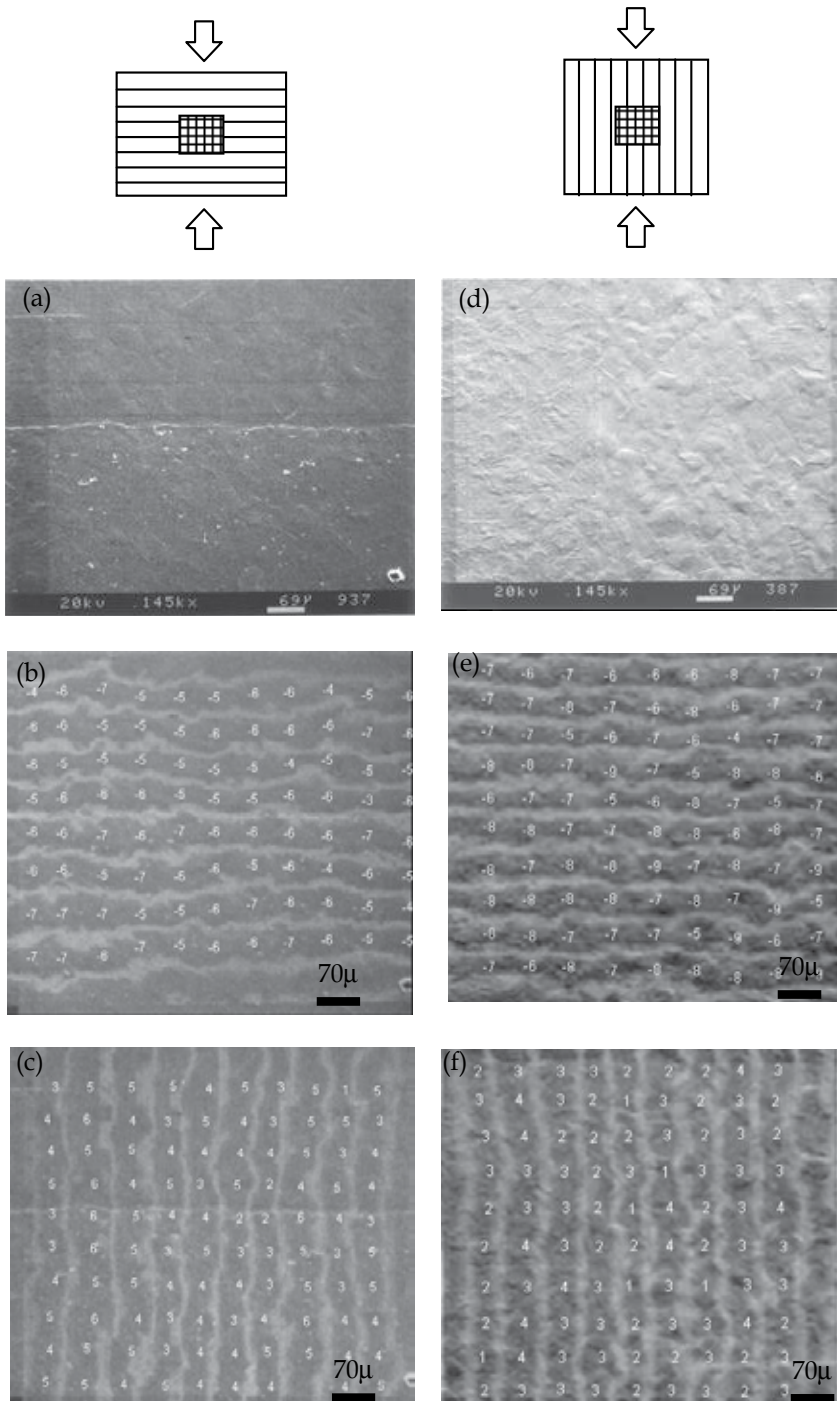 (a)
20kv .145kx 69µ 937
(d)
20kv .145kx 69µ 387
(b)
-4 -6 -7 -5 -5 -5 -6 -6 -4 -5 -6
-6 -6 -5 -5 -5 -6 -6 -6 -6 -7 -6
-6 -5 -5 -5 -5 -5 -5 -4 -5 -5
-5 -6 -6 -6 -5 -5 -5 -6 -6 -3 -6
-6 -6 -7 -6 -7 -6 -6 -6 -6 -7 -6
-6 -6 -5 -7 -7 -6 -5 -6 -4 -6
-7 -7 -7 -5 -5 -6 -6 -6 -6 -5 -4
-7 -7 -6 -7 -5 -6 -6 -7 -6 -5 -5
70µ
(e)
-7 -6 -7 -6 -6 -6 -8 -7 -7
-7 -7 -8 -7 -6 -8 -6 -7 -7
-7 -7 -5 -6 -7 -6 -4 -7 -7
-8 -8 -7 -9 -7 -5 -8 -8 -6
-6 -7 -7 -5 -6 -8 -7 -5 -7
-8 -8 -7 -7 -8 -8 -6 -8 -7
-8 -7 -8 -8 -9 -7 -8 -7 -9
-8 -8 -8 -8 -7 -8 -7 -9 -5
-8 -8 -7 -7 -7 -5 -9 -6 -7
-7 -6 -8 -7 -8 -8 -8
70µ
(c)
3 5 5 5 4 5 3 5 1 5
4 6 4 3 4 4 4 5 5 3
4 5 5 4 4 4 4 5 5 4
5 6 4 5 3 5 2 4 5 4
3 6 5 4 4 2 2 6 4 3
3 6 5 5 3 3 3 5 3 5
4 5 5 4 4 4 3 5 5 3
5 6 4 3 4 3 4 6 4 4
4 5 5 4 3 4 4 4 5 5
5 5 4 5 4 4
70µ
(f)
2 3 3 3 2 2 2 4 3
3 4 3 2 1 3 2 3 2
3 4 2 2 2 3 2 3 2
3 3 3 2 3 1 3 3 3
2 3 3 2 1 4 2 3 4
2 4 3 2 2 4 2 3 3
2 3 4 3 1 3 1 3 3
2 4 3 3 2 3 3 4 2
1 4 3 3 2 2 3 2 3
2 3 3 3 2 3 2 3 3
70µ